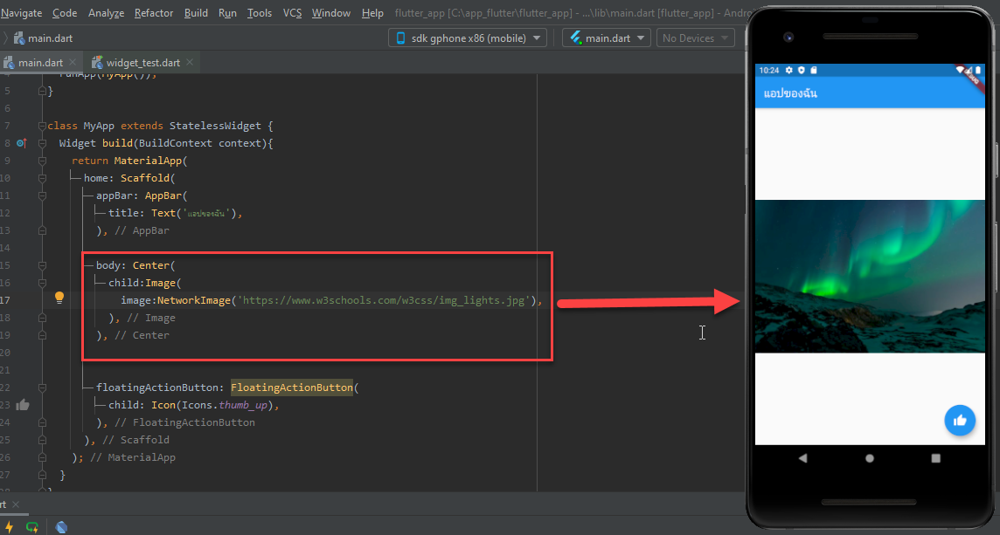 Navigate Code Analyze Refactor Build Run Tools VCS Window Help flutter_app [C:\app_flutter\flutter_app] - ...\lib\main.dart [flutter_app] -
main.dart
sdk gphone x86 (mobile)
main.dart
No Devices
main.dart
widget_test.dart
runApp(MyApp());
5 }
6
7 class MyApp extends StatelessWidget {
8 Widget build(BuildContext context){
9 return MaterialApp(
10 home: Scaffold(
11 appBar: AppBar(
12 title: Text('แอปของฉัน'),
13 ), // AppBar
14
15 body: Center(
16 child:Image(
17 image:NetworkImage('https://www.w3schools.com/w3css/img_lights.jpg'),
18 ), // Image
19 ), // Center
20
21
22 floatingActionButton: FloatingActionButton(
23 child: Icon(Icons.thumb_up),
24 ), // FloatingActionButton
25 ), // Scaffold
26 ); // MaterialApp
27 }
10:24
แอปของฉัน